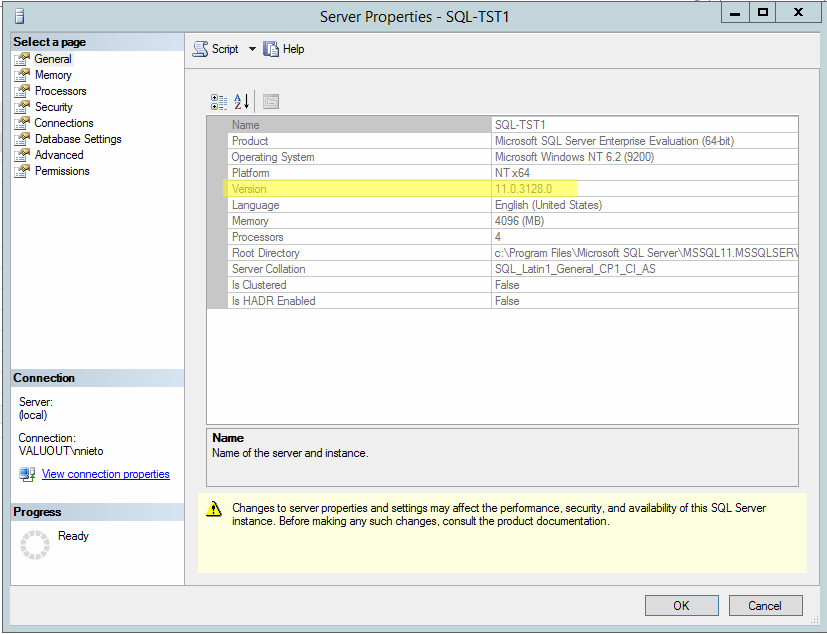 Server Properties - SQL-TST1
Select a page
General
Memory
Processors
Security
Connections
Database Settings
Advanced
Permissions
Script
Help
Name SQL-TST1
Product Microsoft SQL Server Enterprise Evaluation (64-bit)
Operating System Microsoft Windows NT 6.2 (9200)
Platform NT x64
Version 11.0.3128.0
Language English (United States)
Memory 4096 (MB)
Processors 4
Root Directory c:\Program Files\Microsoft SQL Server\MSSQL11.MSSQLSERV
Server Collation SQL_Latin1_General_CP1_CI_AS
Is Clustered False
Is HADR Enabled False
Name
Name of the server and instance.
Connection
Server:
(local)
Connection:
VALUOUT\nnieto
View connection properties
Progress
Ready
Changes to server properties and settings may affect the performance, security, and availability of this SQL Server
instance. Before making any such changes, consult the product documentation.
OK
Cancel